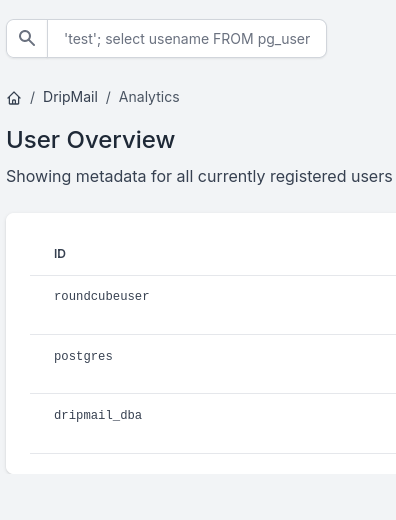 'test'; select usename FROM pg_user
/ DripMail / Analytics
User Overview
Showing metadata for all currently registered users
ID
roundcubeuser
postgres
dripmail_dba